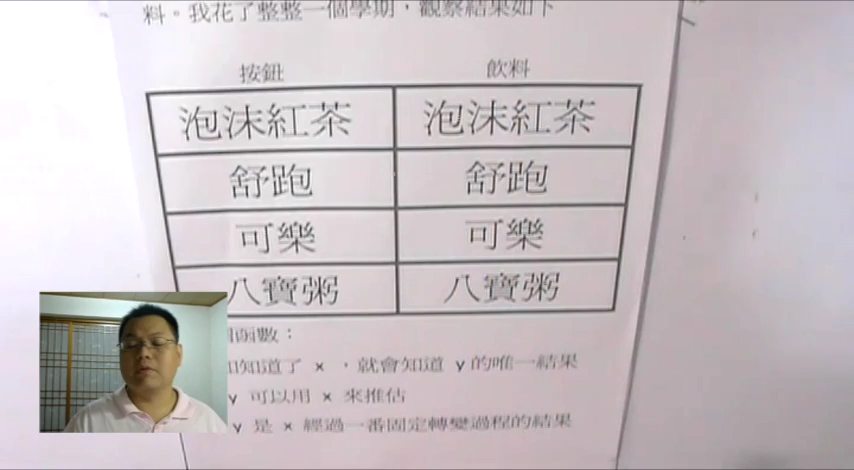 料。我花了整整一個學期，觀察結果如下
按鈕 飲料
泡沫紅茶 泡沫紅茶
舒跑 舒跑
可樂 可樂
八寶粥 八寶粥
函數：
知道了 x ，就會知道 y 的唯一結果
y 可以用 x 來推估
y 是 x 經過一番固定轉變過程的結果